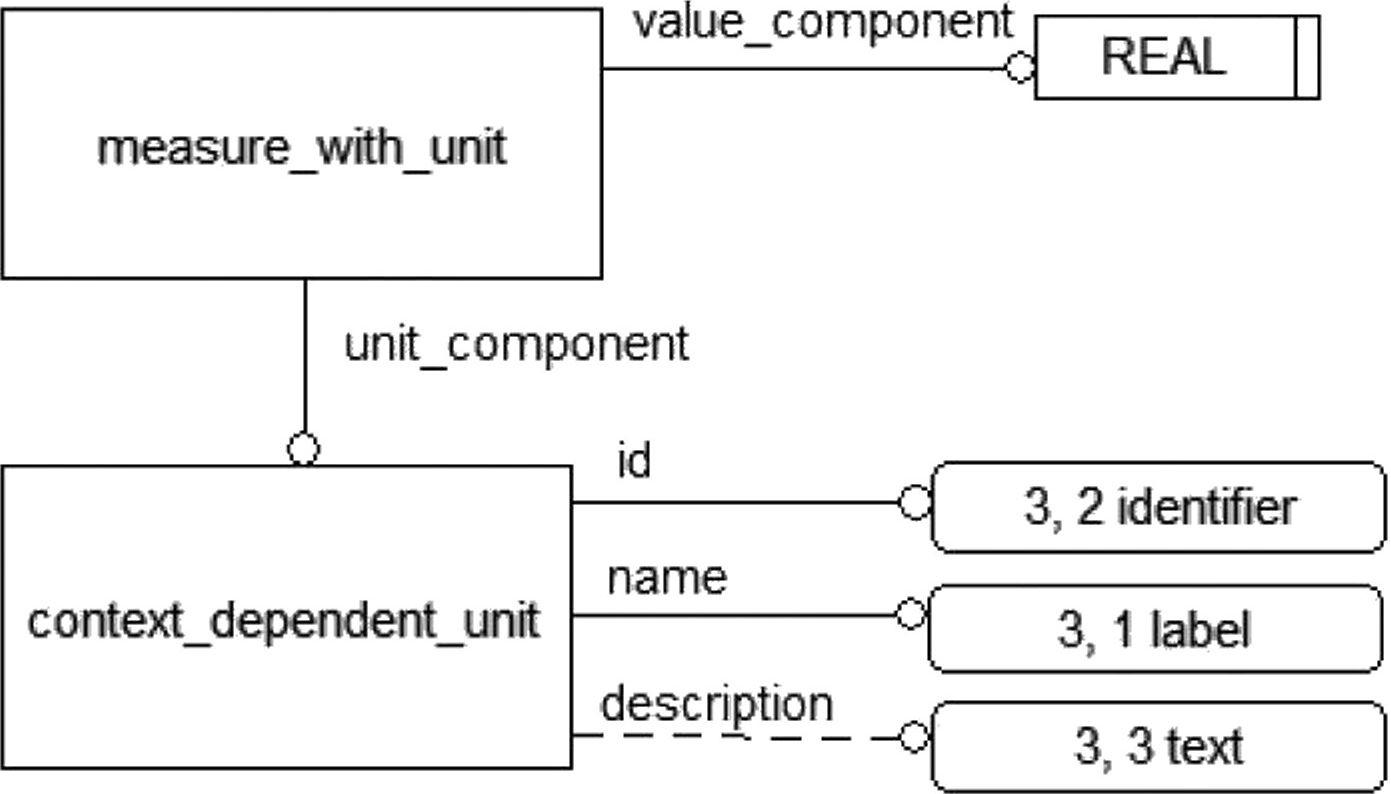 value_component
REAL
measure_with_unit
unit_component
id
3, 2 identifier
name
3, 1 label
context_dependent_unit
description
3, 3 text